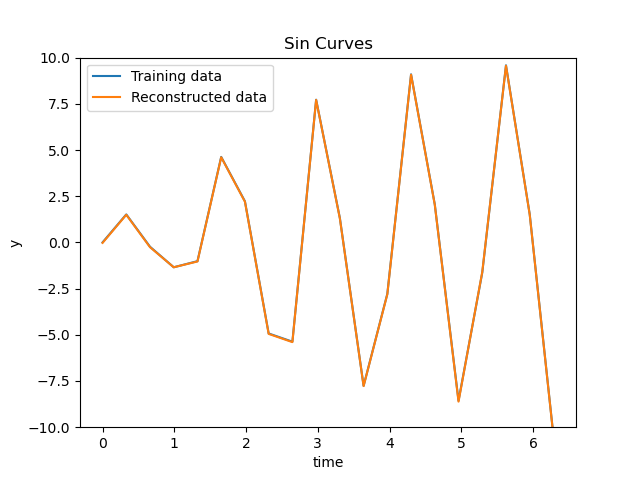 Sin Curves
Training data
Reconstructed data
10.0
7.5
5.0
2.5
0.0
−2.5
−5.0
−7.5
−10.0
y
0 1 2 3 4 5 6
time